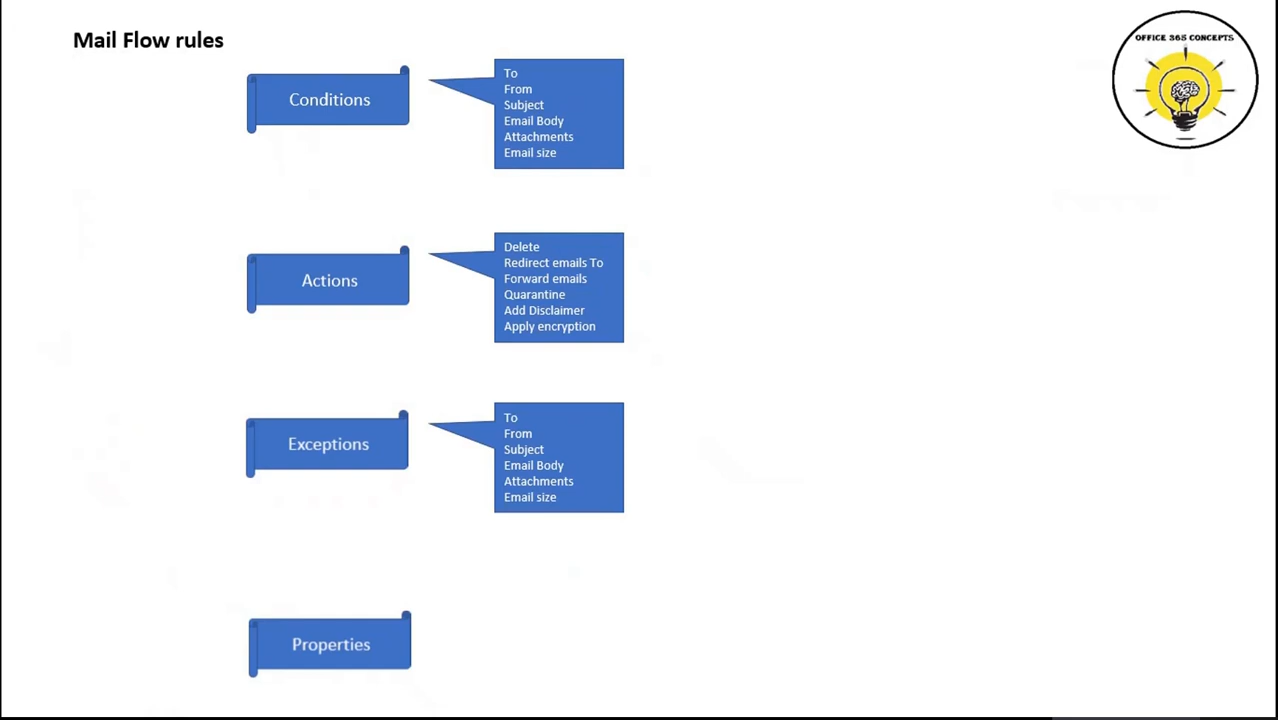 Mail Flow rules
OFFICE 365 CONCEPTS
Conditions
To
From
Subject
Email Body
Attachments
Email size
Actions
Delete
Redirect emails To
Forward emails
Quarantine
Add Disclaimer
Apply encryption
Exceptions
To
From
Subject
Email Body
Attachments
Email size
Properties